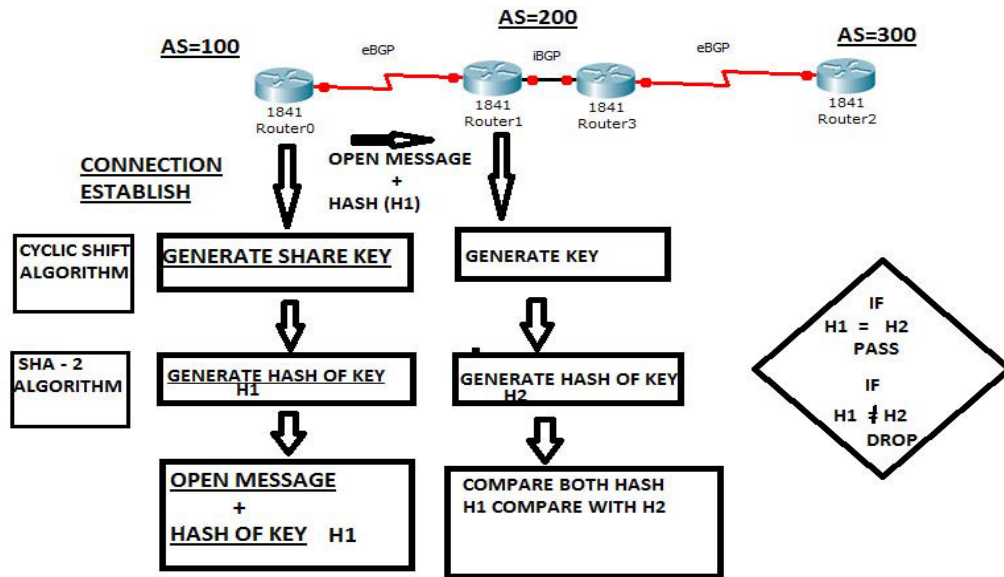 AS=100
eBGP
AS=200
iBGP
eBGP
AS=300
1841
Router0
1841
Router1
1841
Router3
1841
Router2
CONNECTION
ESTABLISH
OPEN MESSAGE
+
HASH (H1)
CYCLIC SHIFT
ALGORITHM
GENERATE SHARE KEY
GENERATE KEY
SHA - 2
ALGORITHM
GENERATE HASH OF KEY
H1
GENERATE HASH OF KEY
H2
OPEN MESSAGE
+
HASH OF KEY H1
COMPARE BOTH HASH
H1 COMPARE WITH H2
IF
H1 = H2
PASS
IF
H1 ≠ H2
DROP